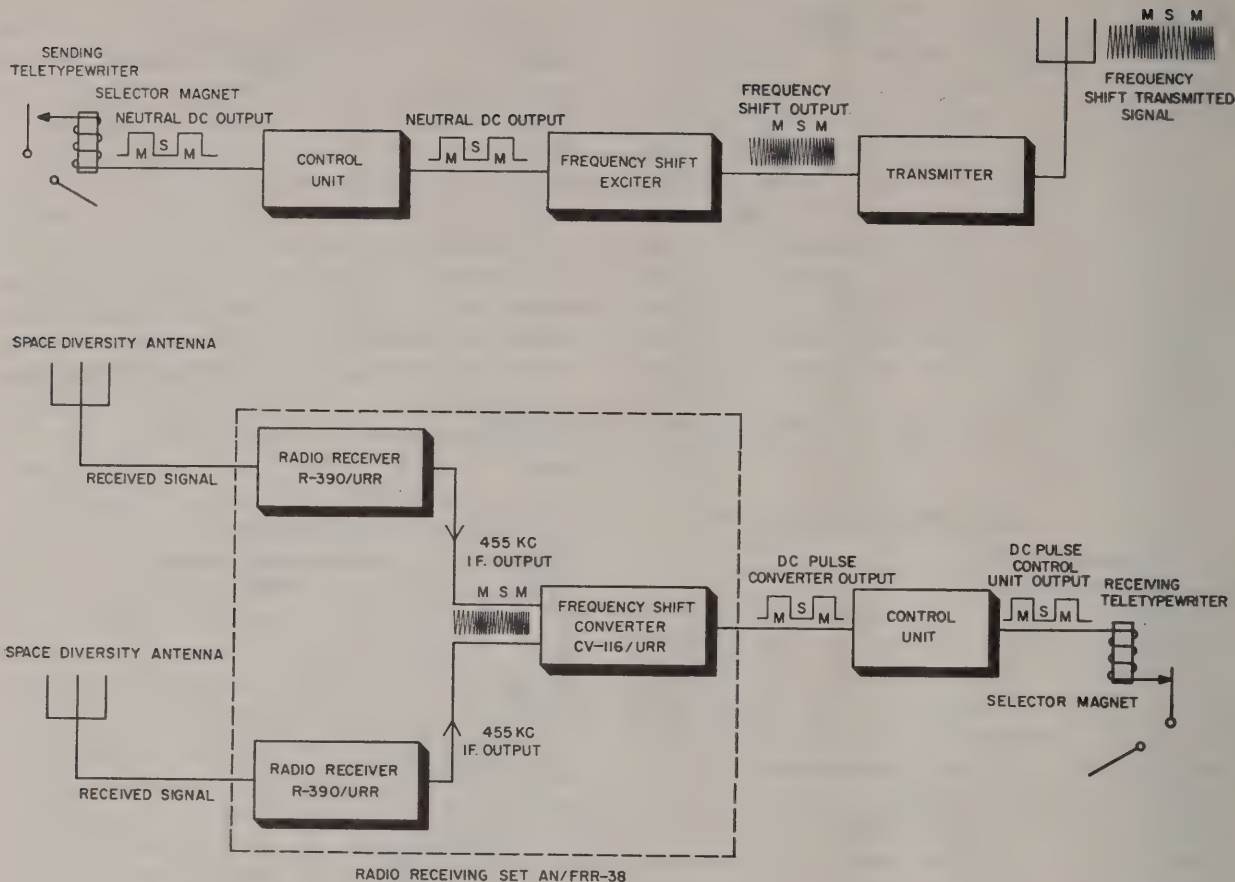 SENDING
TELETYPEWRITER
SELECTOR MAGNET
NEUTRAL DC OUTPUT
M S M
CONTROL
UNIT
NEUTRAL DC OUTPUT
M S M
FREQUENCY SHIFT
EXCITER
FREQUENCY
SHIFT OUTPUT
M S M
TRANSMITTER
M S M
FREQUENCY
SHIFT TRANSMITTED
SIGNAL
SPACE DIVERSITY ANTENNA
RECEIVED SIGNAL
RADIO RECEIVER
R-390/URR
455 KC
I.F. OUTPUT
M S M
FREQUENCY SHIFT
CONVERTER
CV-116/URR
DC PULSE
CONVERTER OUTPUT
M S M
CONTROL
UNIT
DC PULSE
CONTROL
UNIT OUTPUT
M S M
RECEIVING
TELETYPEWRITER
SELECTOR MAGNET
SPACE DIVERSITY ANTENNA
RECEIVED SIGNAL
RADIO RECEIVER
R-390/URR
455 KC
I.F. OUTPUT
RADIO RECEIVING SET AN/FRR-38